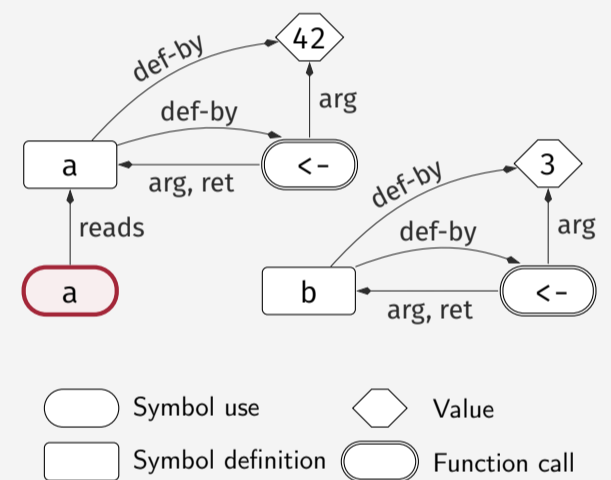 42
def-by
arg
def-by
a
<-
3
arg, ret
def-by
reads
def-by
arg
a
b
<-
arg, ret
Symbol use
Value
Symbol definition
Function call